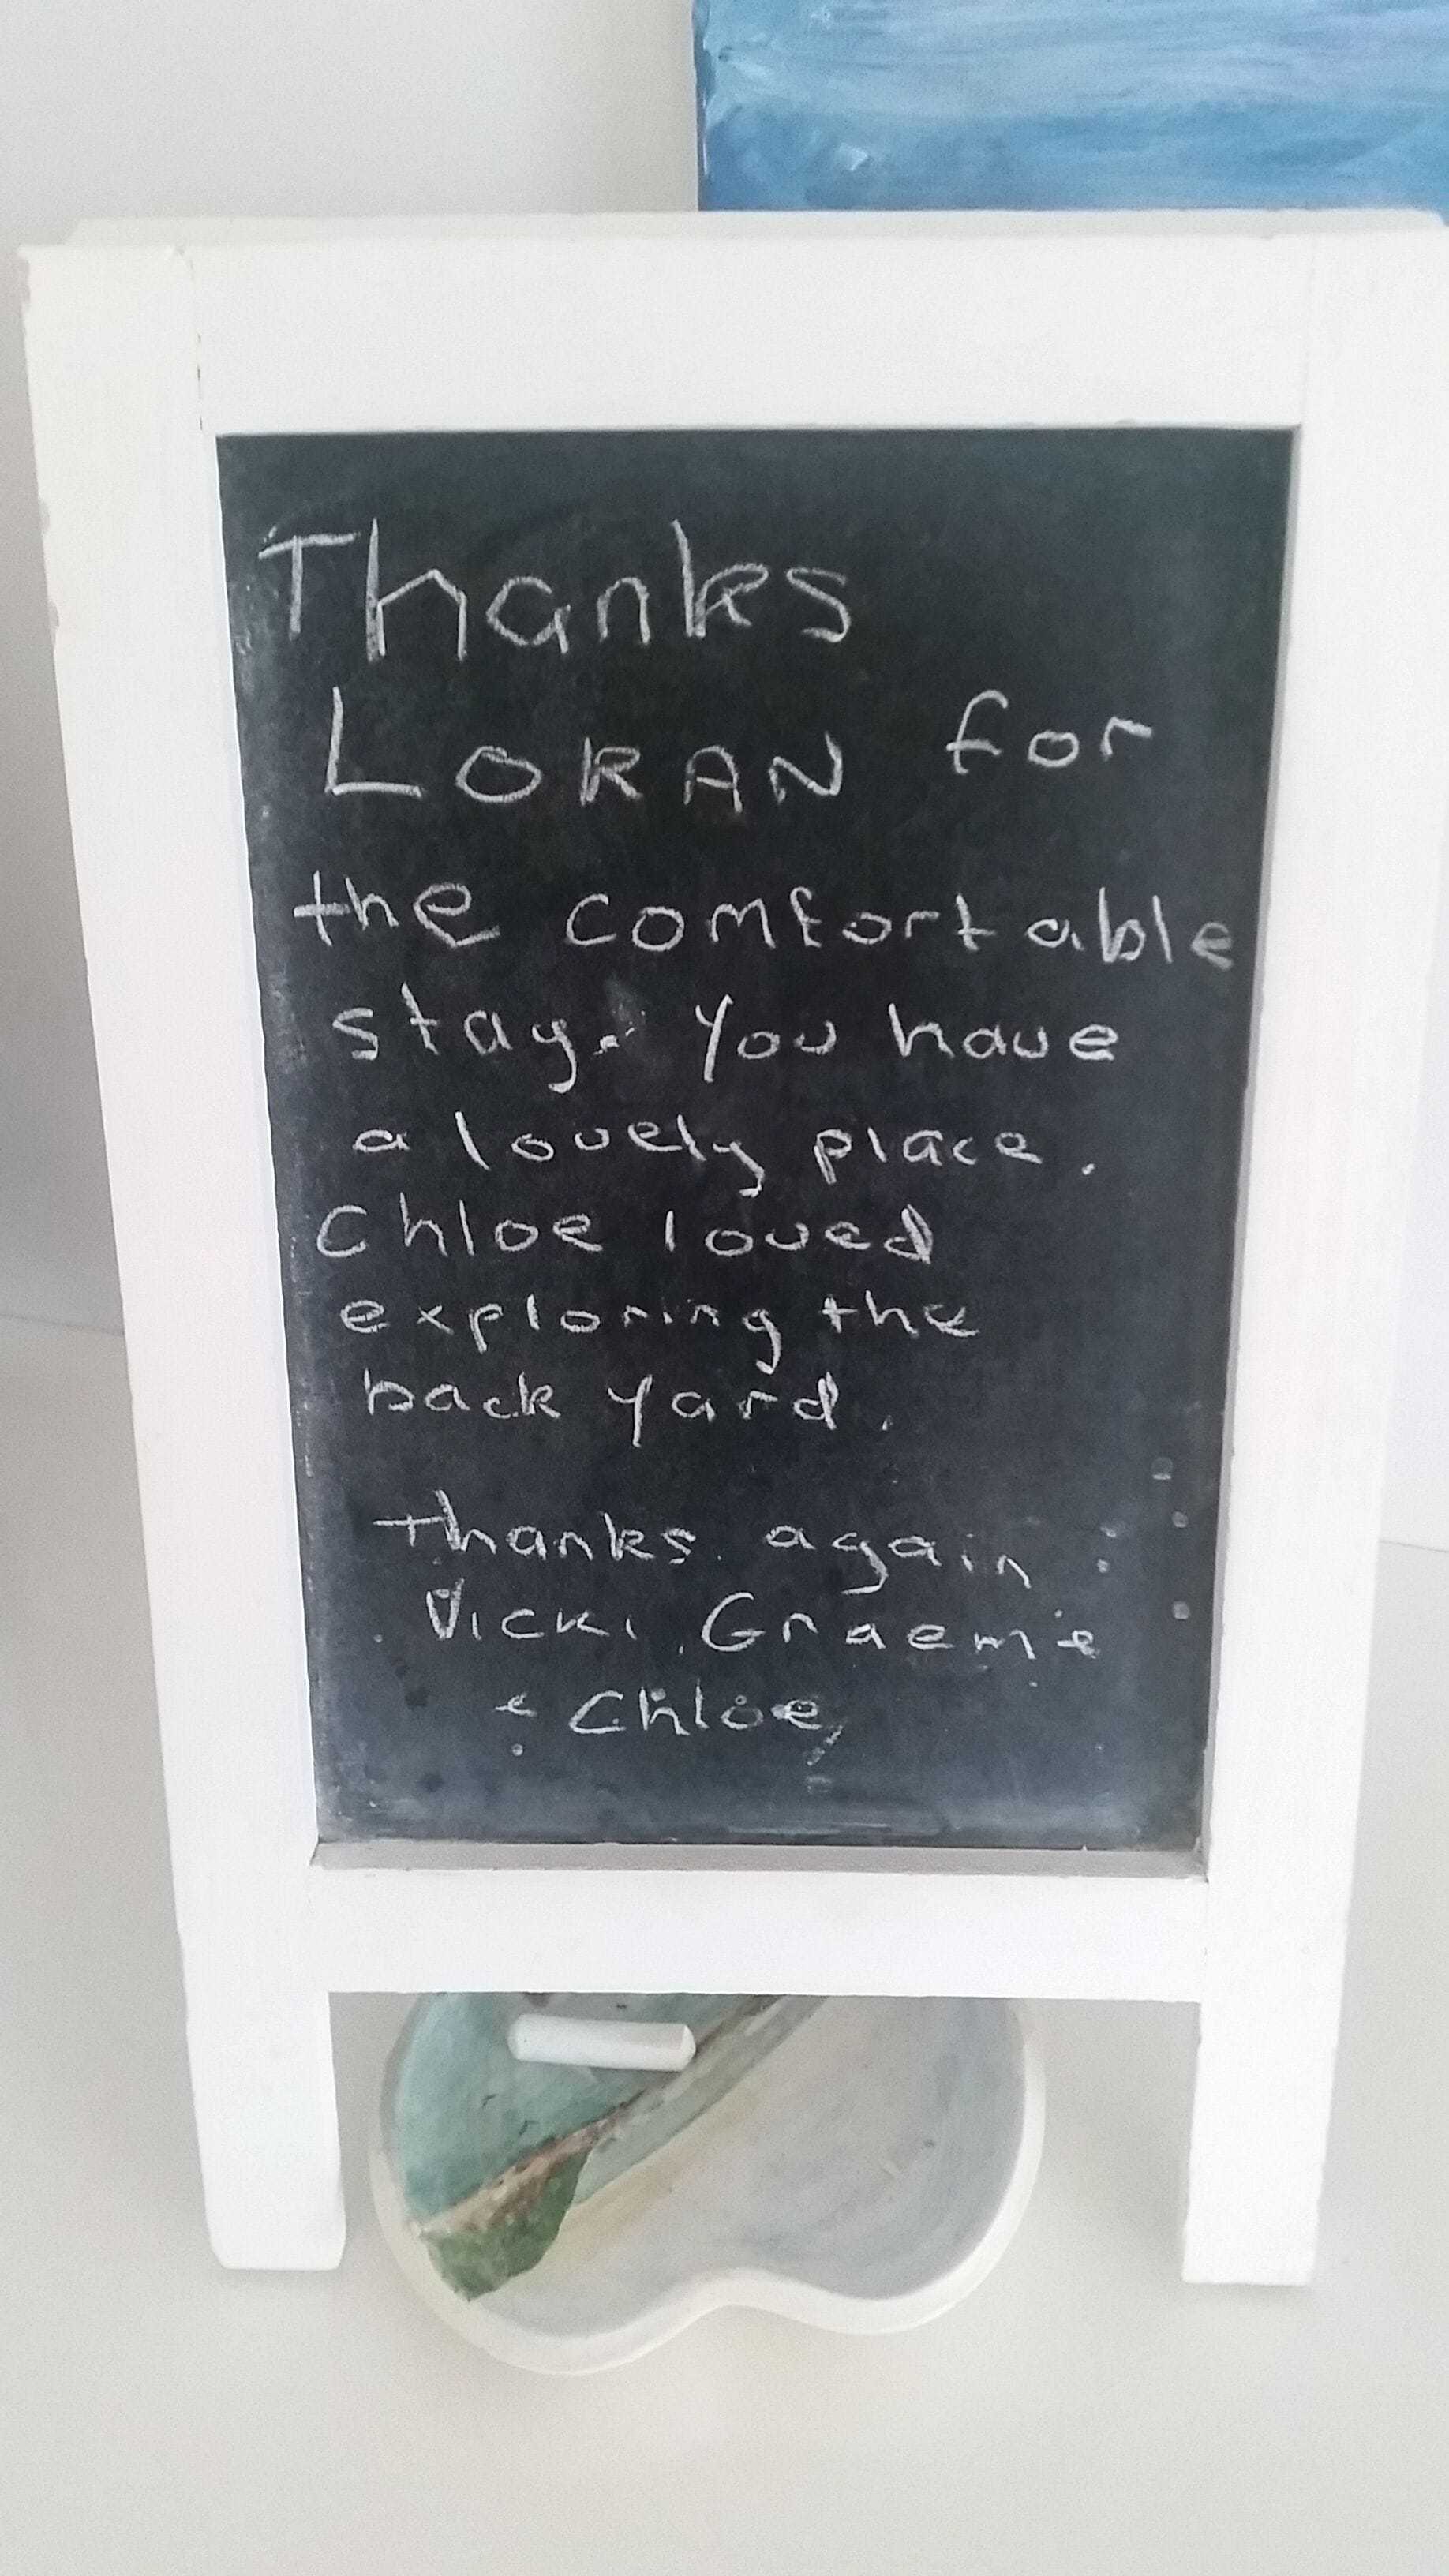 Thanks
LORAN for
the comfortable
stay. You have
a lovely place.
Chloe loved
exploring the
back yard.
Thanks again
Vicki, Graeme
& Chloe